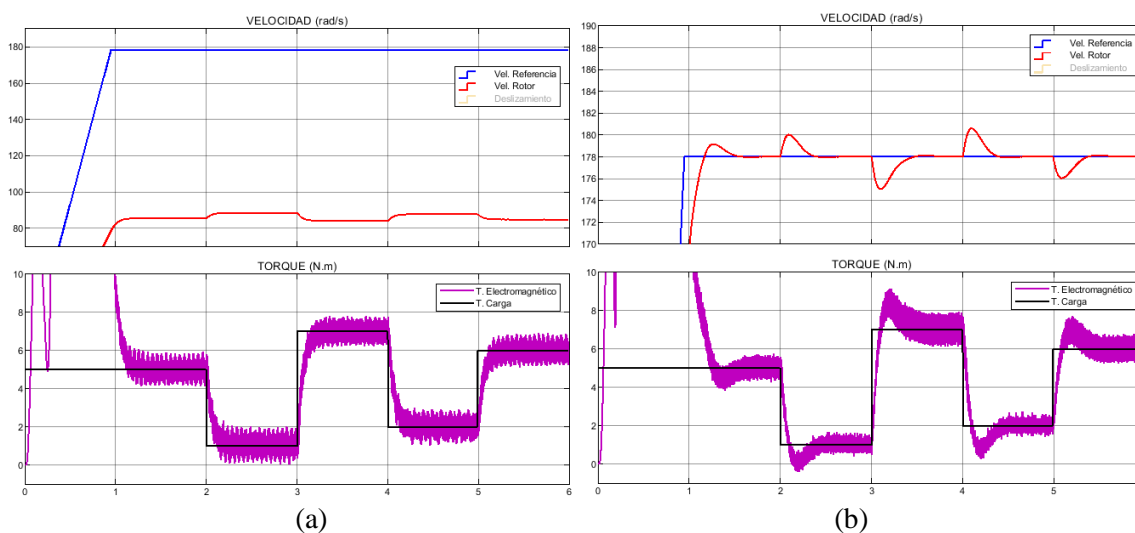 VELOCIDAD (rad/s)
180
160
140
120
100
80
Vel. Referencia
Vel. Rotor
Deslizamiento
TORQUE (N.m)
10
8
6
4
2
0
T. Electromagnético
T. Carga
0 1 2 3 4 5 6
(a)
VELOCIDAD (rad/s)
190
188
186
184
182
180
178
176
174
172
170
Vel. Referencia
Vel. Rotor
Deslizamiento
TORQUE (N.m)
10
8
6
4
2
0
T. Electromagnético
T. Carga
0 1 2 3 4 5
(b)